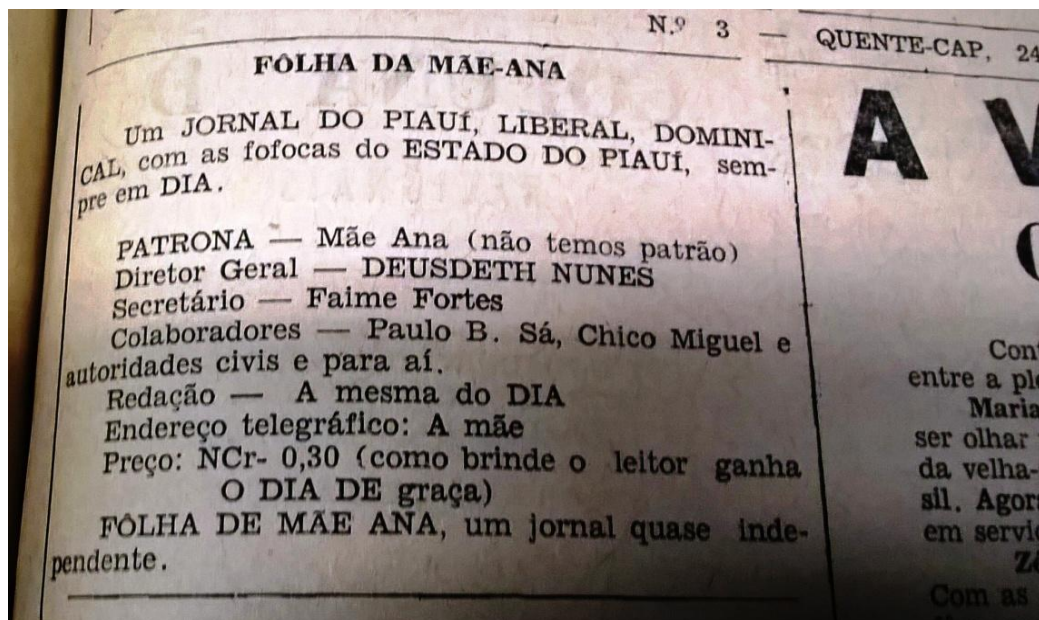 N.º 3 — QUENTE-CAP, 24
FÔLHA DA MÃE-ANA
Um JORNAL DO PIAUÍ, LIBERAL, DOMINI-
CAL, com as fofocas do ESTADO DO PIAUÍ, sem-
pre em DIA.
PATRONA — Mãe Ana (não temos patrão)
Diretor Geral — DEUSDETH NUNES
Secretário — Faime Fortes
Colaboradores — Paulo B. Sá, Chico Miguel e
autoridades civis e para aí.
Redação — A mesma do DIA
Endereço telegráfico: A mãe
Preço: NCr- 0,30 (como brinde o leitor ganha
O DIA DE graça)
FÔLHA DE MÃE ANA, um jornal quase inde-
pendente.
A
entre a
Maria
ser olhar
da velha-
sil. Agora
em
Com as